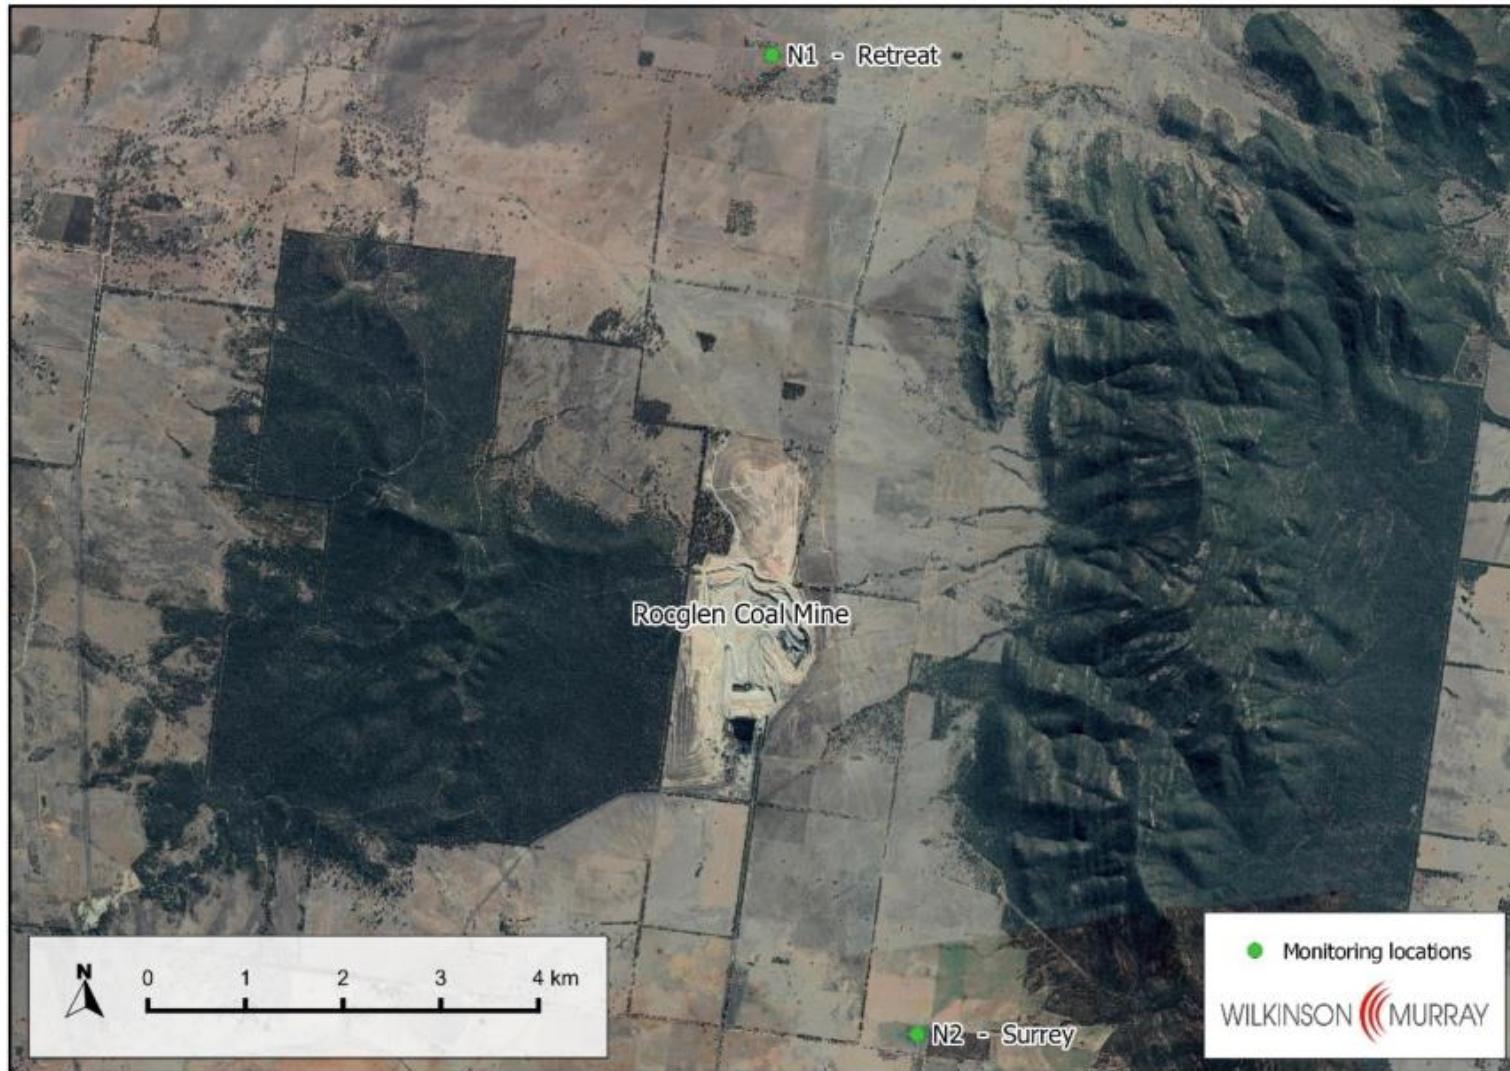 N1 - Retreat
Rocglen Coal Mine
N
0 1 2 3 4 km
N2 - Surrey
Monitoring locations
WILKINSON MURRAY